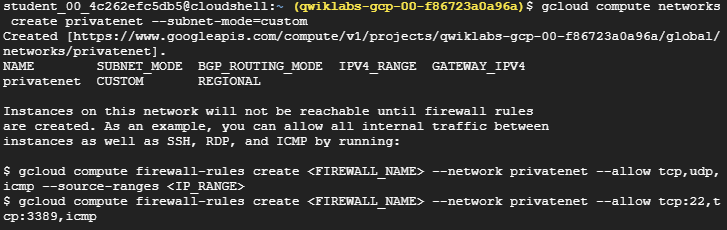 student_00_4c262efc5db5@cloudshell:~ (qwiklabs-gcp-00-f86723a0a96a)$ gcloud compute networks
create privatenet --subnet-mode=custom
Created [https://www.googleapis.com/compute/v1/projects/qwiklabs-gcp-00-f86723a0a96a/global/
networks/privatenet].
NAME        SUBNET_MODE  BGP_ROUTING_MODE  IPV4_RANGE  GATEWAY_IPV4
privatenet  CUSTOM       REGIONAL
Instances on this network will not be reachable until firewall rules
are created. As an example, you can allow all internal traffic between
instances as well as SSH, RDP, and ICMP by running:
$ gcloud compute firewall-rules create <FIREWALL_NAME> --network privatenet --allow tcp,udp,
icmp --source-ranges <IP_RANGE>
$ gcloud compute firewall-rules create <FIREWALL_NAME> --network privatenet --allow tcp:22,t
cp:3389,icmp